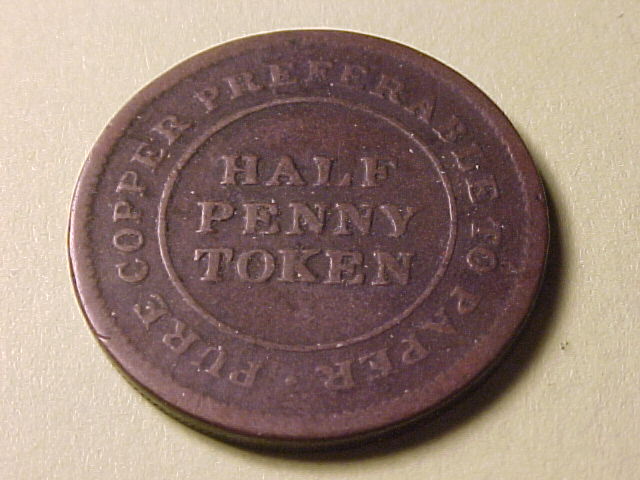 PURE COPPER PREFERABLE TO PAPER
HALF
PENNY
TOKEN